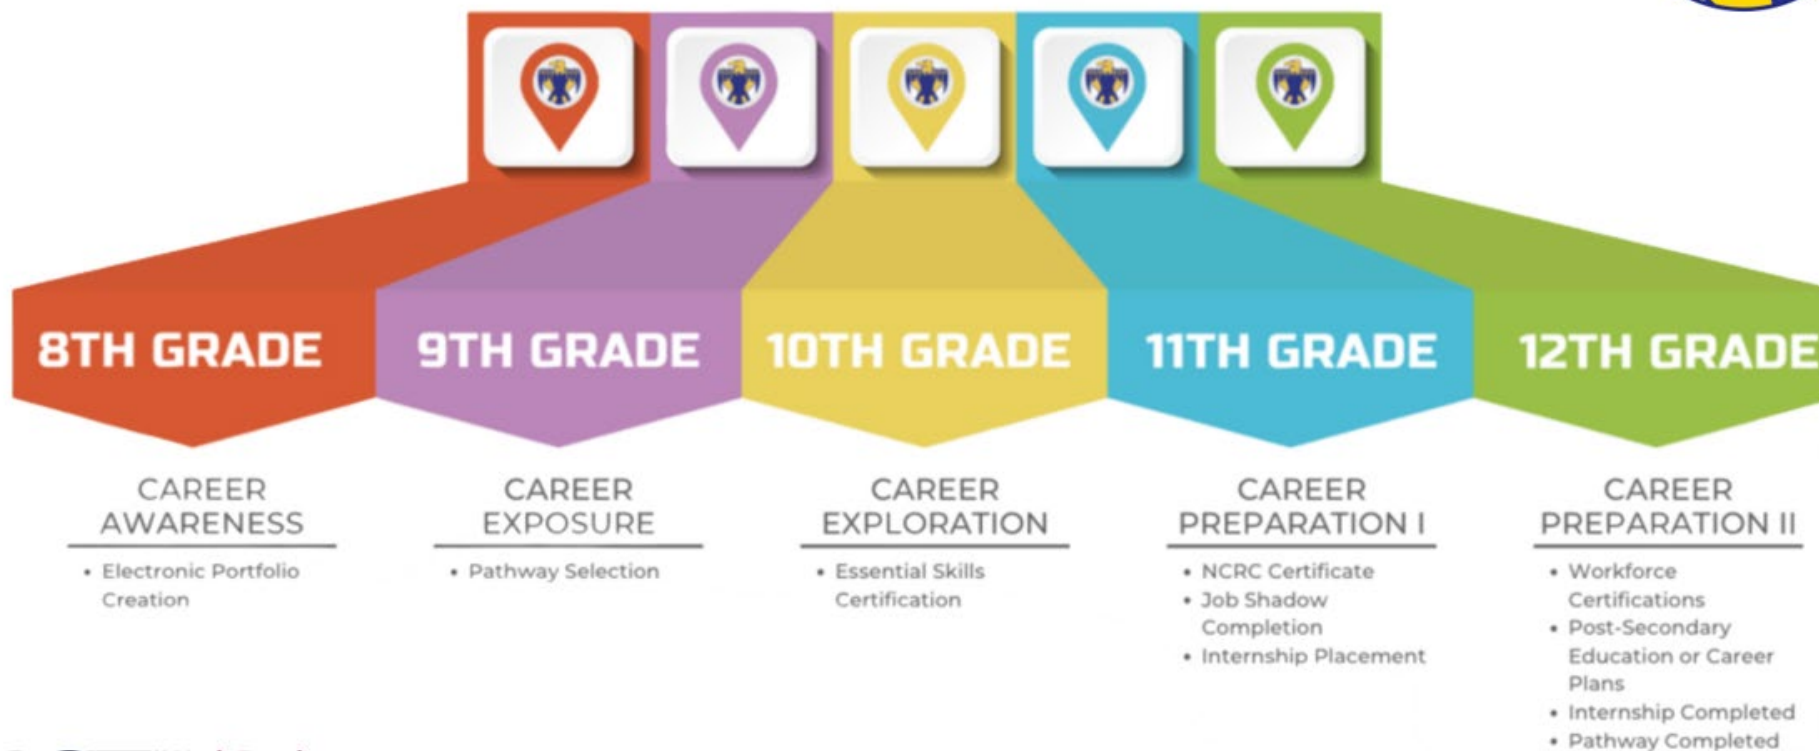 8TH GRADE
9TH GRADE
10TH GRADE
11TH GRADE
12TH GRADE
CAREER
AWARENESS
• Electronic Portfolio
Creation
CAREER
EXPOSURE
• Pathway Selection
CAREER
EXPLORATION
• Essential Skills
Certification
CAREER
PREPARATION I
• NCRC Certificate
• Job Shadow
Completion
• Internship Placement
CAREER
PREPARATION II
• Workforce
Certifications
• Post-Secondary
Education or Career
Plans
• Internship Completed
• Pathway Completed